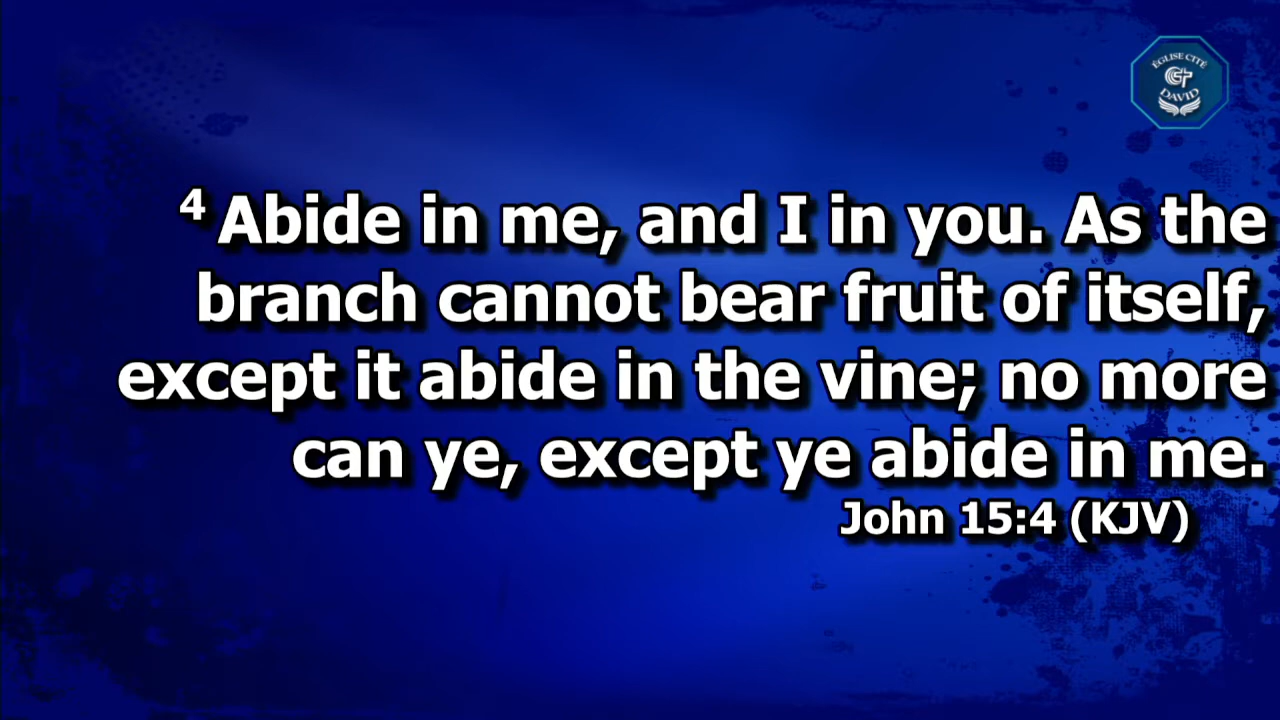 ÉGLISE CITÉ
DAVID
4 Abide in me, and I in you. As the
branch cannot bear fruit of itself,
except it abide in the vine; no more
can ye, except ye abide in me.
John 15:4 (KJV)